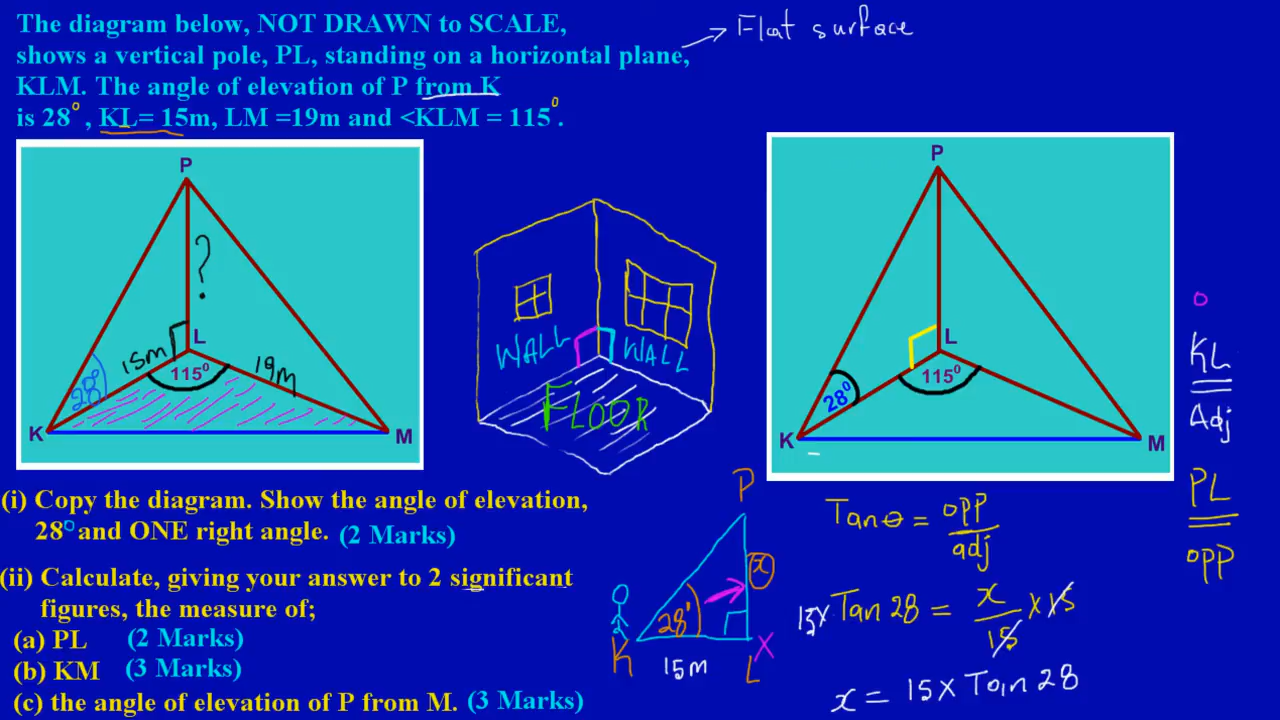 The diagram below, NOT DRAWN to SCALE,
shows a vertical pole, PL, standing on a horizontal plane,
KLM. The angle of elevation of P from K
is 28°, KL= 15m, LM =19m and <KLM = 115°.
Flat surface
P
?
L
15m
19m
115°
28°
K
M
WALL
WALL
FLOOR
P
L
115°
28°
K
M
KL
Adj
PL
opp
(i) Copy the diagram. Show the angle of elevation,
28° and ONE right angle. (2 Marks)
(ii) Calculate, giving your answer to 2 significant
figures, the measure of;
(a) PL (2 Marks)
(b) KM (3 Marks)
(c) the angle of elevation of P from M. (3 Marks)
P
x
28°
K
L
X
15m
Tanθ = opp/adj
15x Tan 28 = x/15 x 15
x = 15x Tan 28